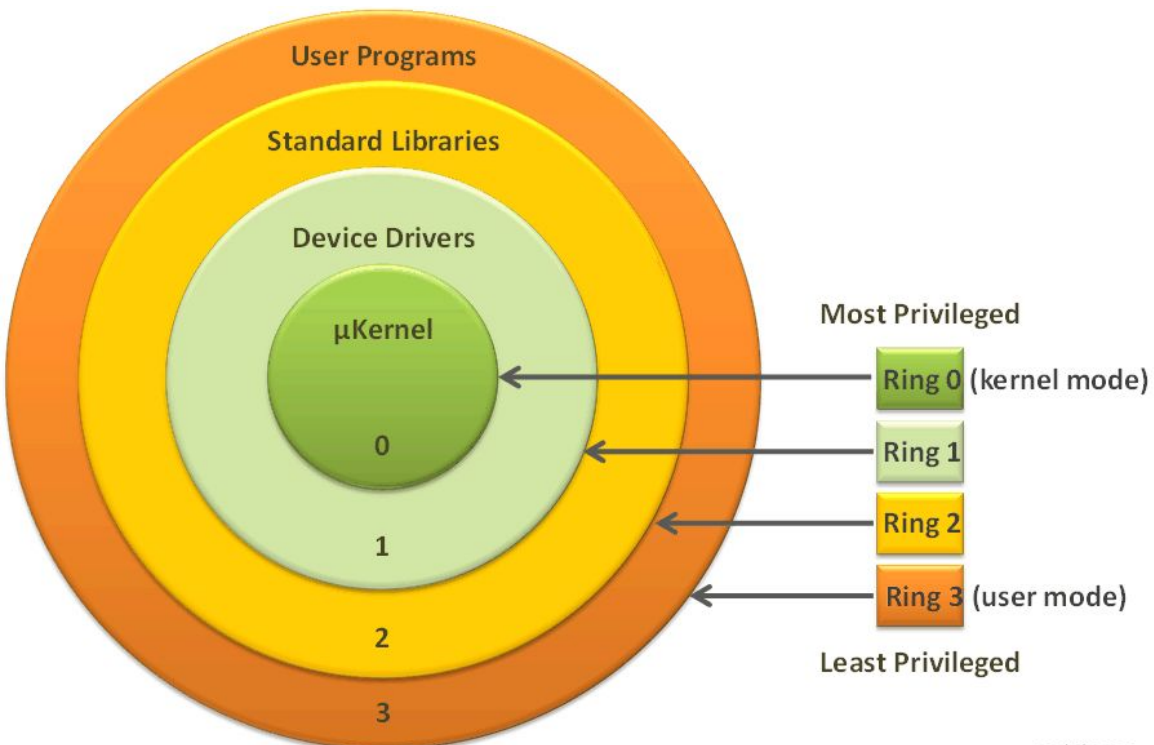 User Programs
Standard Libraries
Device Drivers
µKernel
0
1
2
3
Most Privileged
Ring 0 (kernel mode)
Ring 1
Ring 2
Ring 3 (user mode)
Least Privileged